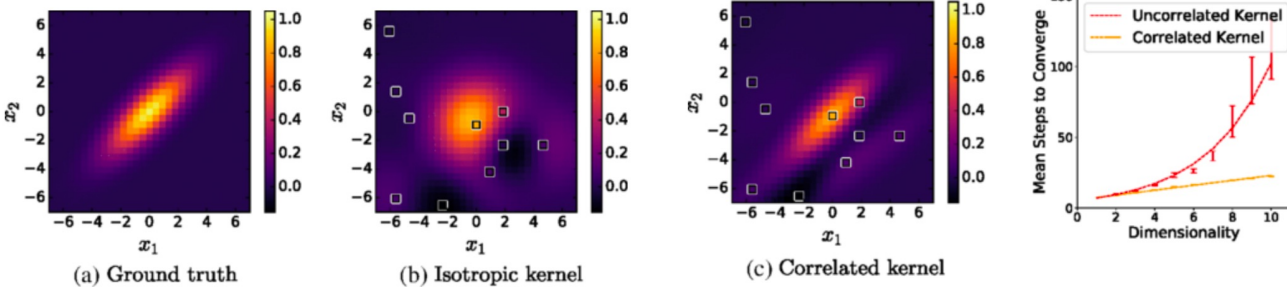 6
4
2
0
−2
−4
−6
x2
−6 −4 −2 0 2 4 6
x1
1.0
0.8
0.6
0.4
0.2
0.0
(a) Ground truth
6
4
2
0
−2
−4
−6
x2
−6 −4 −2 0 2 4 6
x1
1.0
0.8
0.6
0.4
0.2
0.0
(b) Isotropic kernel
6
4
2
0
−2
−4
−6
x2
−6 −4 −2 0 2 4 6
x1
1.0
0.8
0.6
0.4
0.2
0.0
(c) Correlated kernel
Uncorrelated Kernel
Correlated Kernel
Mean Steps to Converge
100
50
0
0 2 4 6 8 10
Dimensionality